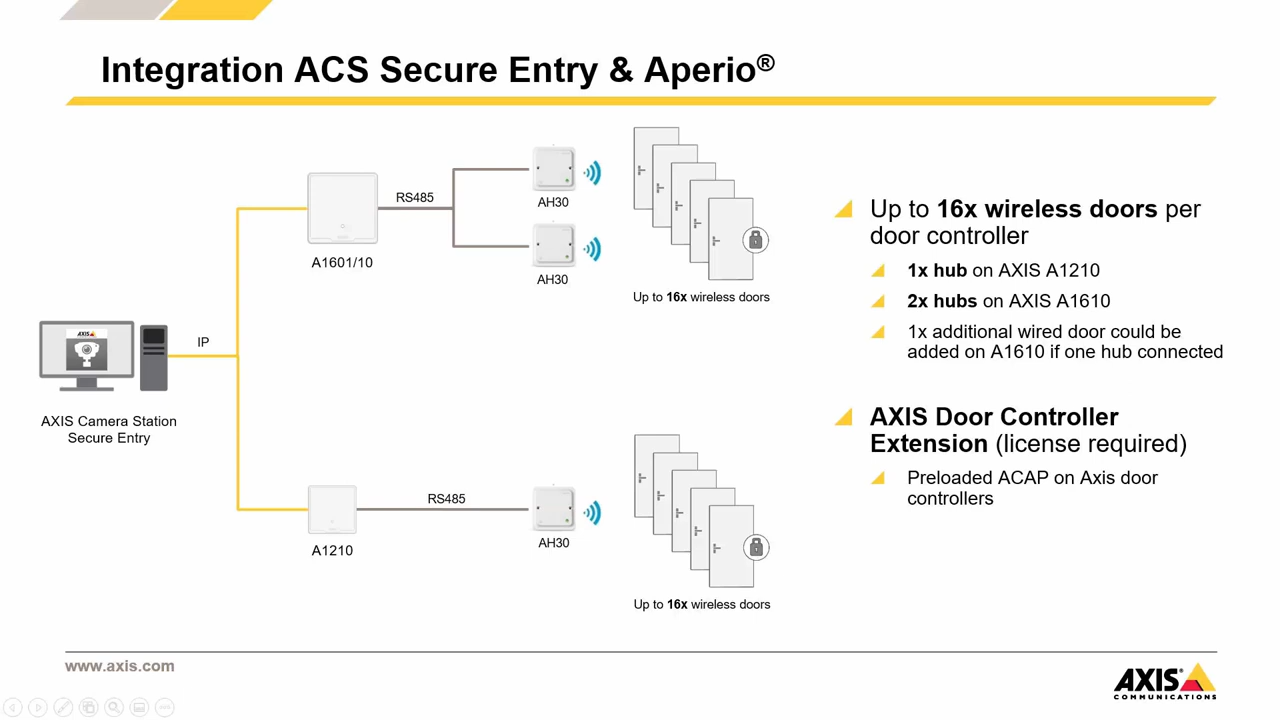 Integration ACS Secure Entry & Aperio®
RS485
AH30
AH30
A1601/10
Up to 16x wireless doors
IP
AXIS
AXIS Camera Station
Secure Entry
RS485
AH30
A1210
Up to 16x wireless doors
Up to 16x wireless doors per
door controller
1x hub on AXIS A1210
2x hubs on AXIS A1610
1x additional wired door could be
added on A1610 if one hub connected
AXIS Door Controller
Extension (license required)
Preloaded ACAP on Axis door
controllers
www.axis.com
AXIS
COMMUNICATIONS